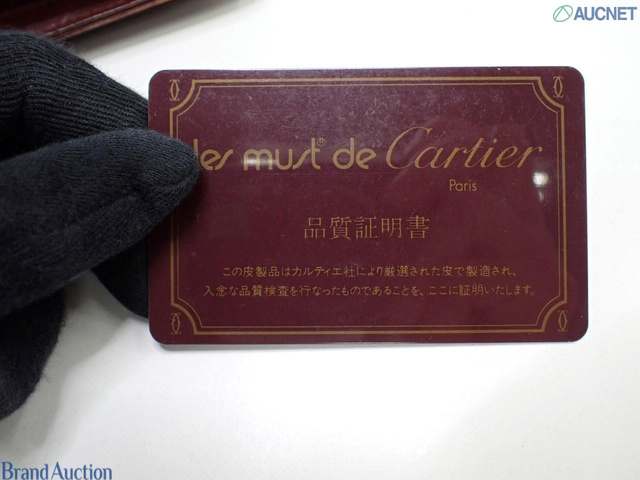 AUCNET
les must de Cartier
Paris
品質証明書
この皮製品はカルティエ社により厳選された皮で製造され、
入念な品質検査を行なったものであることを、ここに証明いたします。
Brand Auction